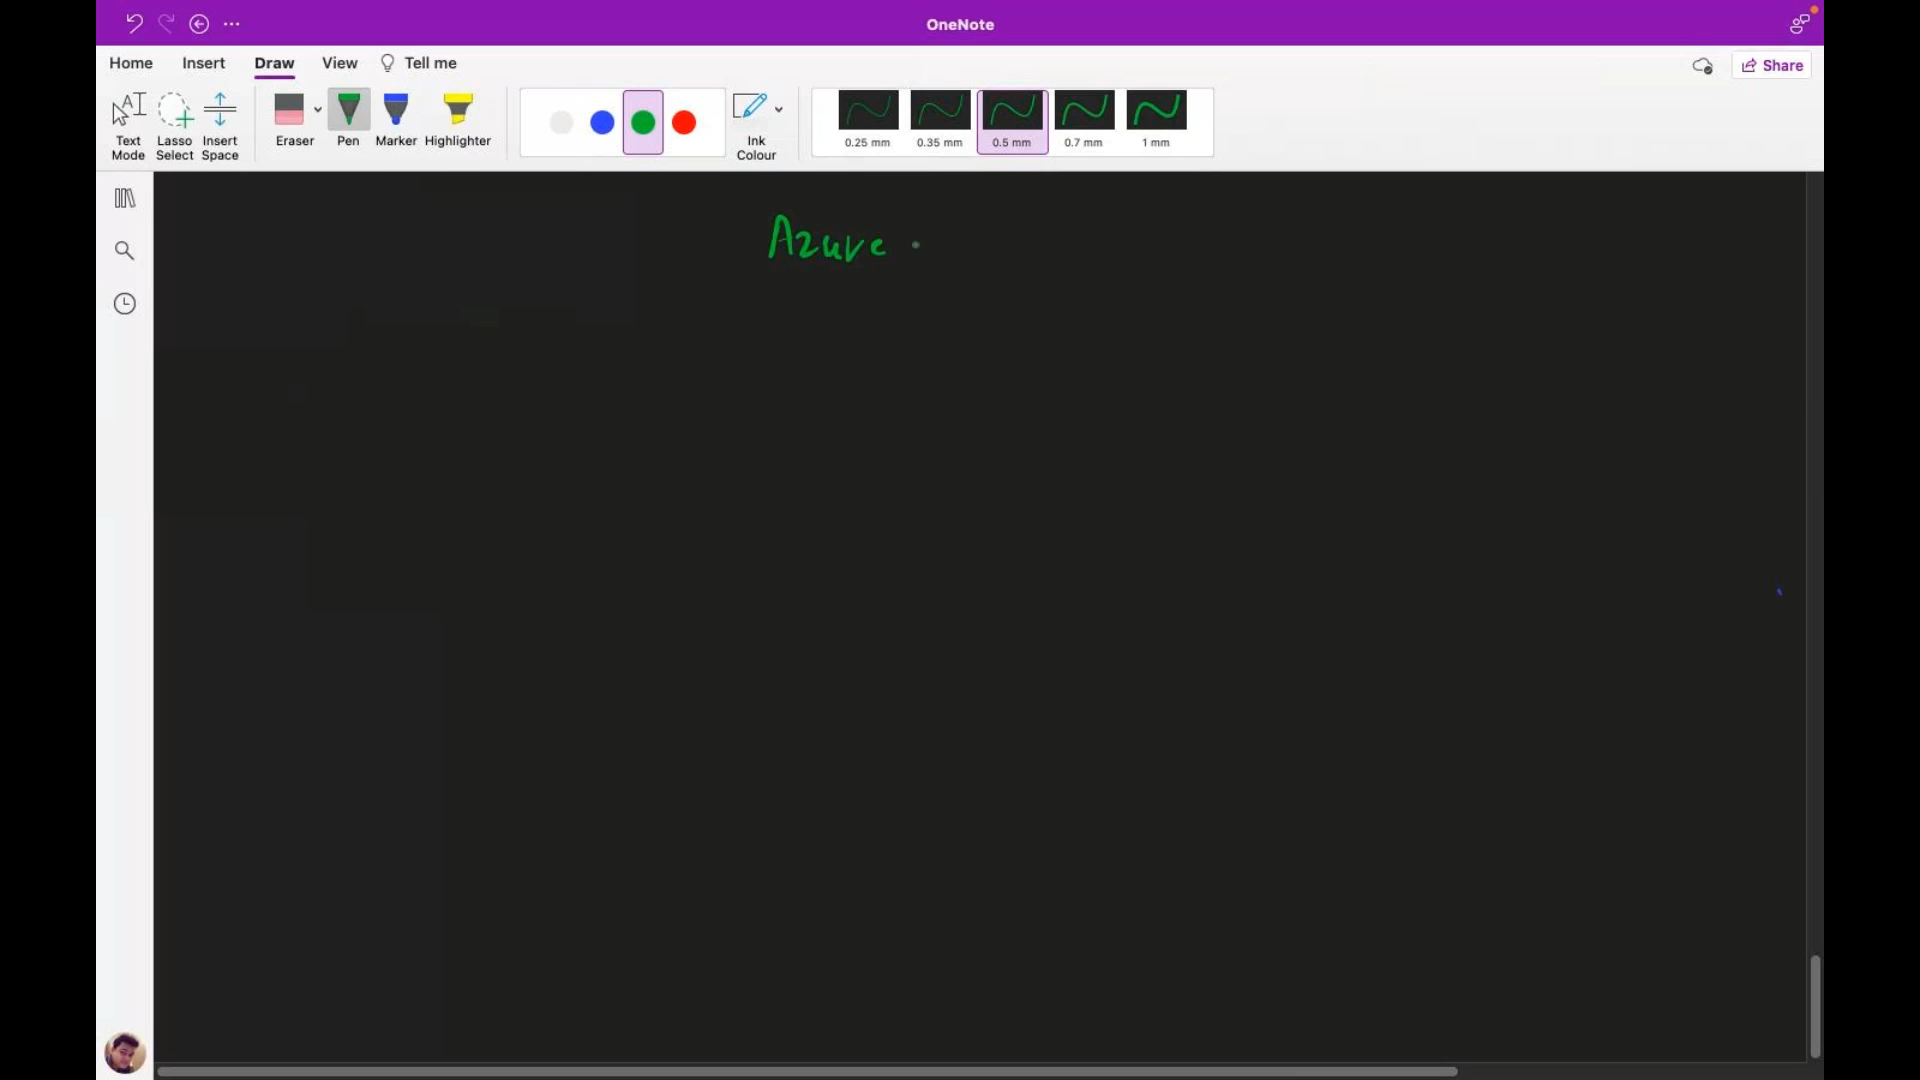 OneNote
Home Insert Draw View Tell me
Share
Text Mode
Lasso Select
Insert Space
Eraser
Pen
Marker
Highlighter
Ink Colour
0.25 mm
0.35 mm
0.5 mm
0.7 mm
1 mm
Azure